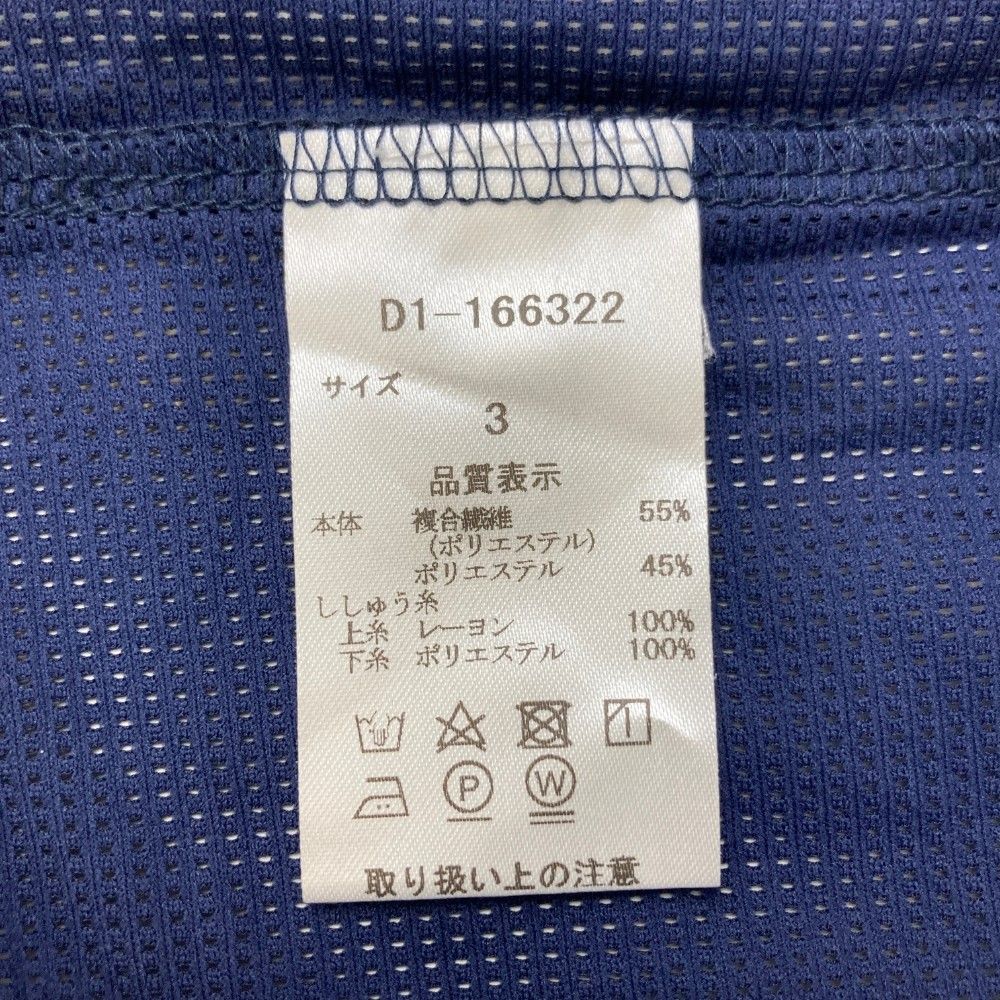 D1-166322
サイズ
3
品質表示
本体 複合繊維 55%
(ポリエステル)
ポリエステル 45%
ししゅう糸
上糸 レーヨン 100%
下糸 ポリエステル 100%
P W
取り扱い上の注意